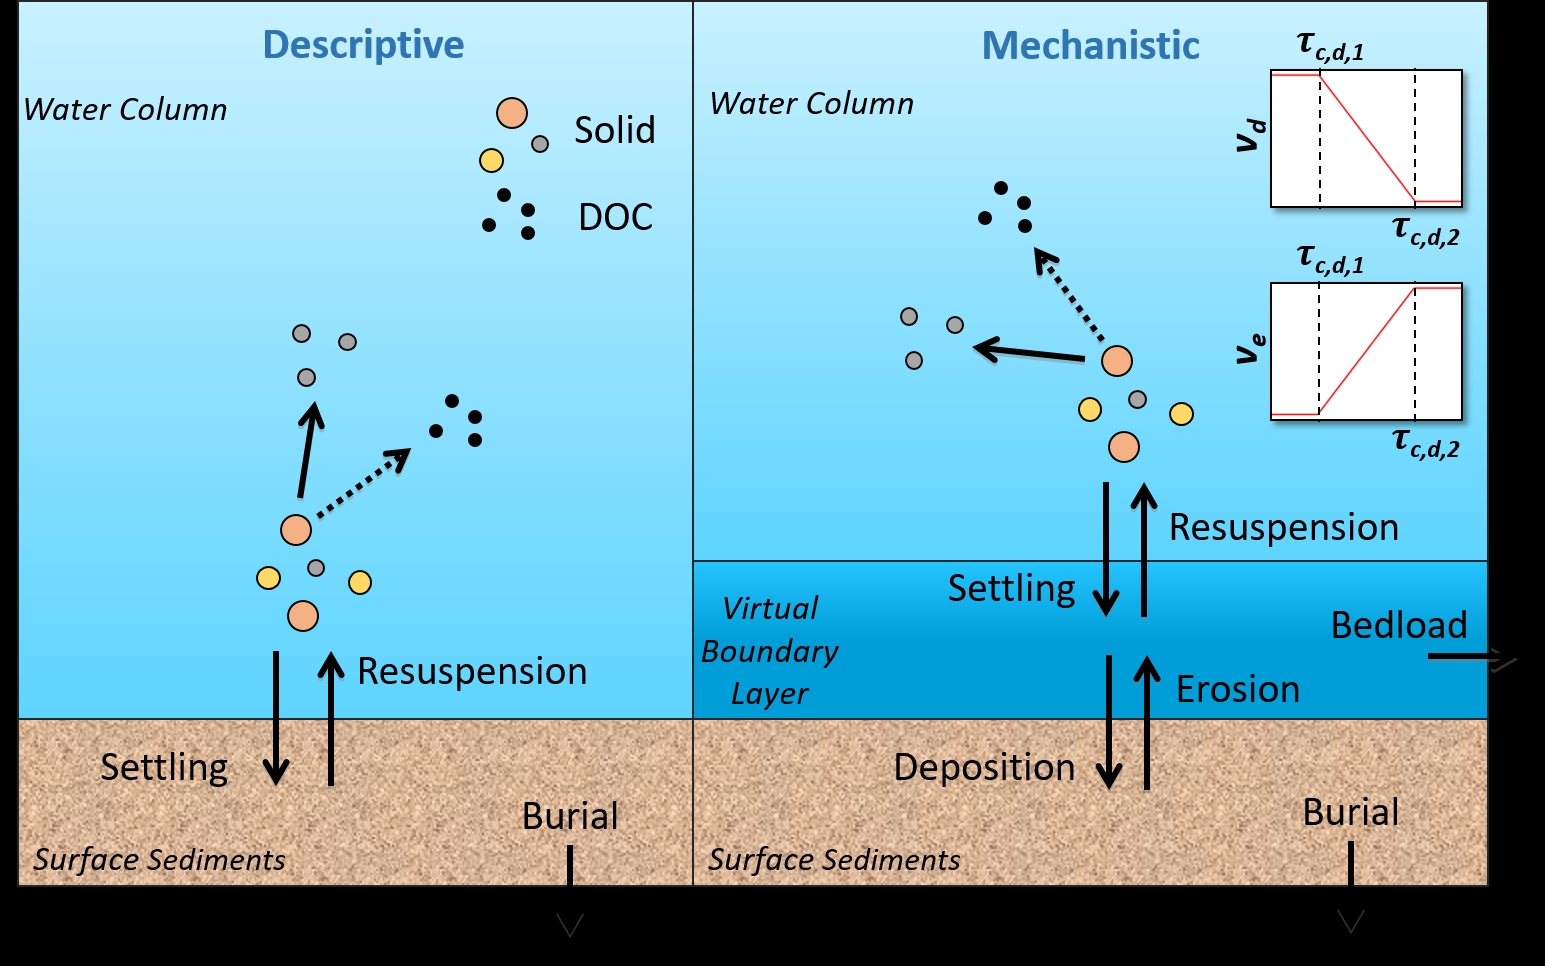 Descriptive
Water Column
Solid
DOC
Resuspension
Settling
Burial
Surface Sediments
Mechanistic
Water Column
τc,d,1
vd
τc,d,2
τc,d,1
ve
τc,d,2
Resuspension
Settling
Virtual
Boundary
Layer
Bedload
Erosion
Deposition
Burial
Surface Sediments